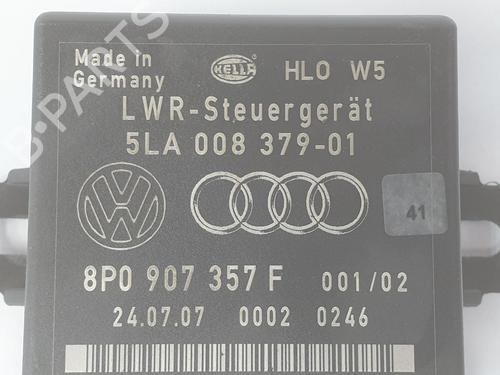 Made in
Germany
HELLA
HLO W5
LWR-Steuergerät
5LA 008 379-01
41
8P0 907 357 F 001/02
24.07.07 0002 0246
B-PARTS